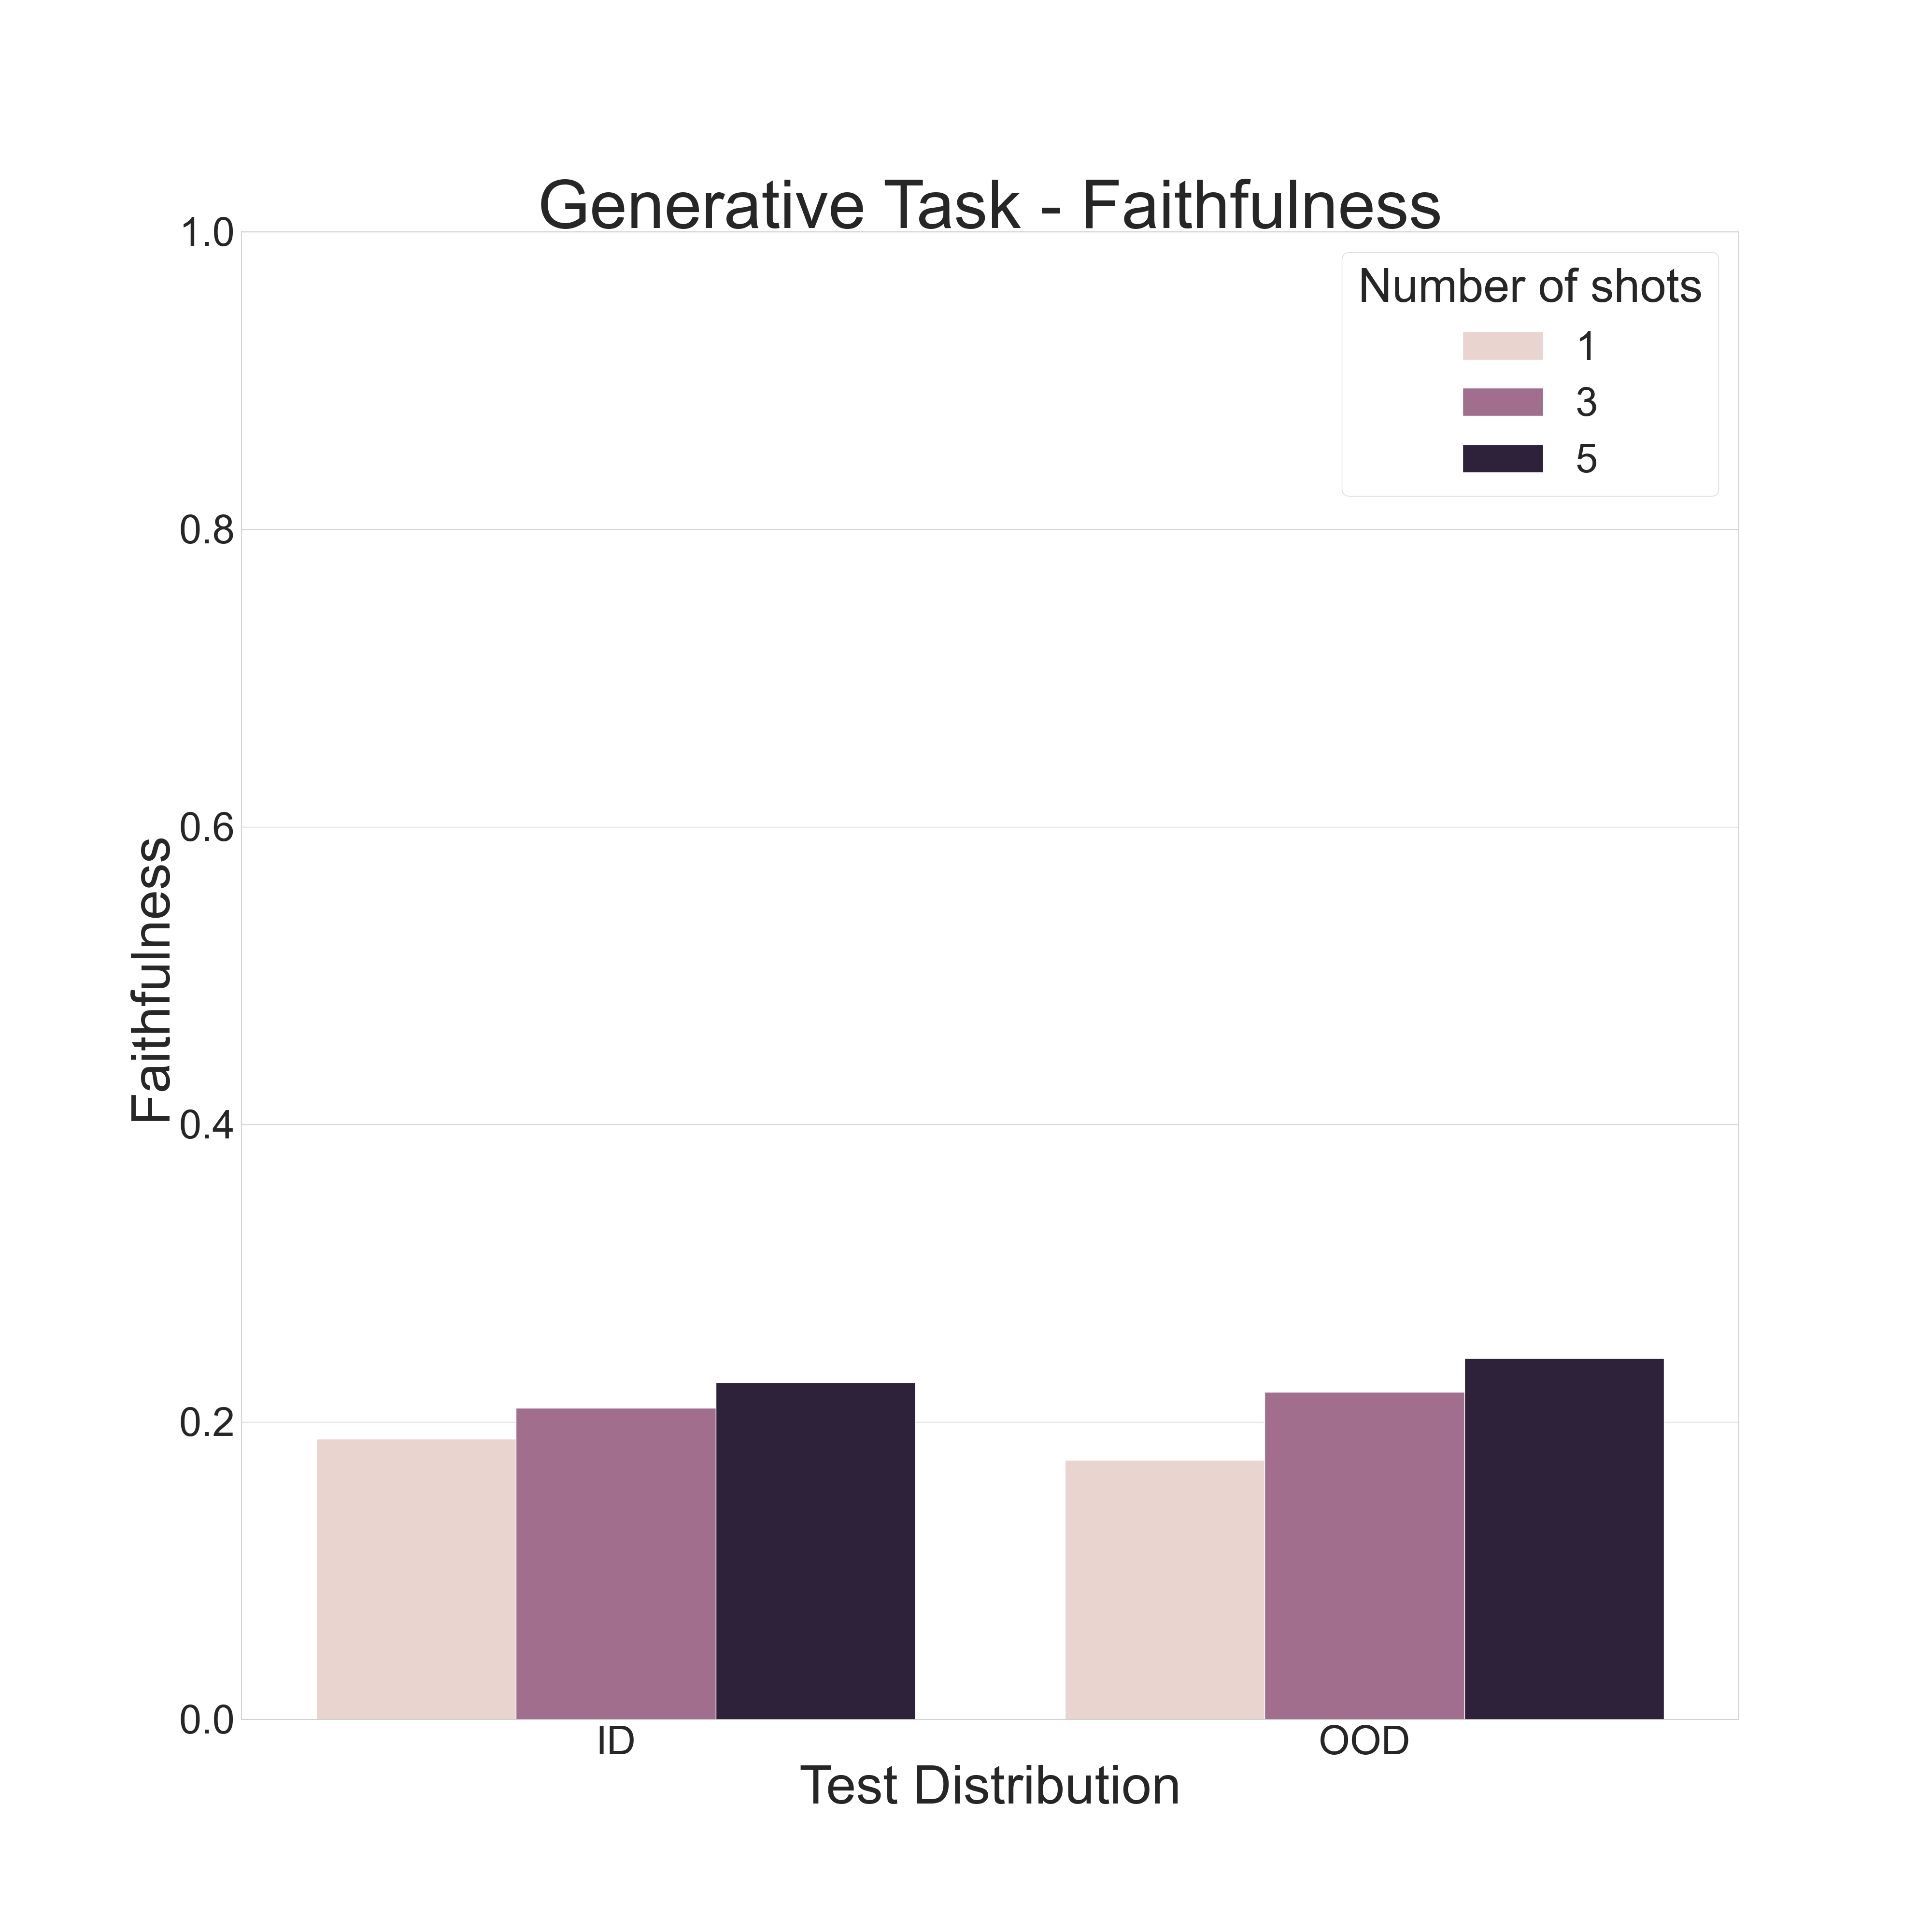 Generative Task - Faithfulness
1.0
Number of shots
1
3
5
0.8
0.6
0.4
0.2
0.0
Faithfulness
ID
OOD
Test Distribution